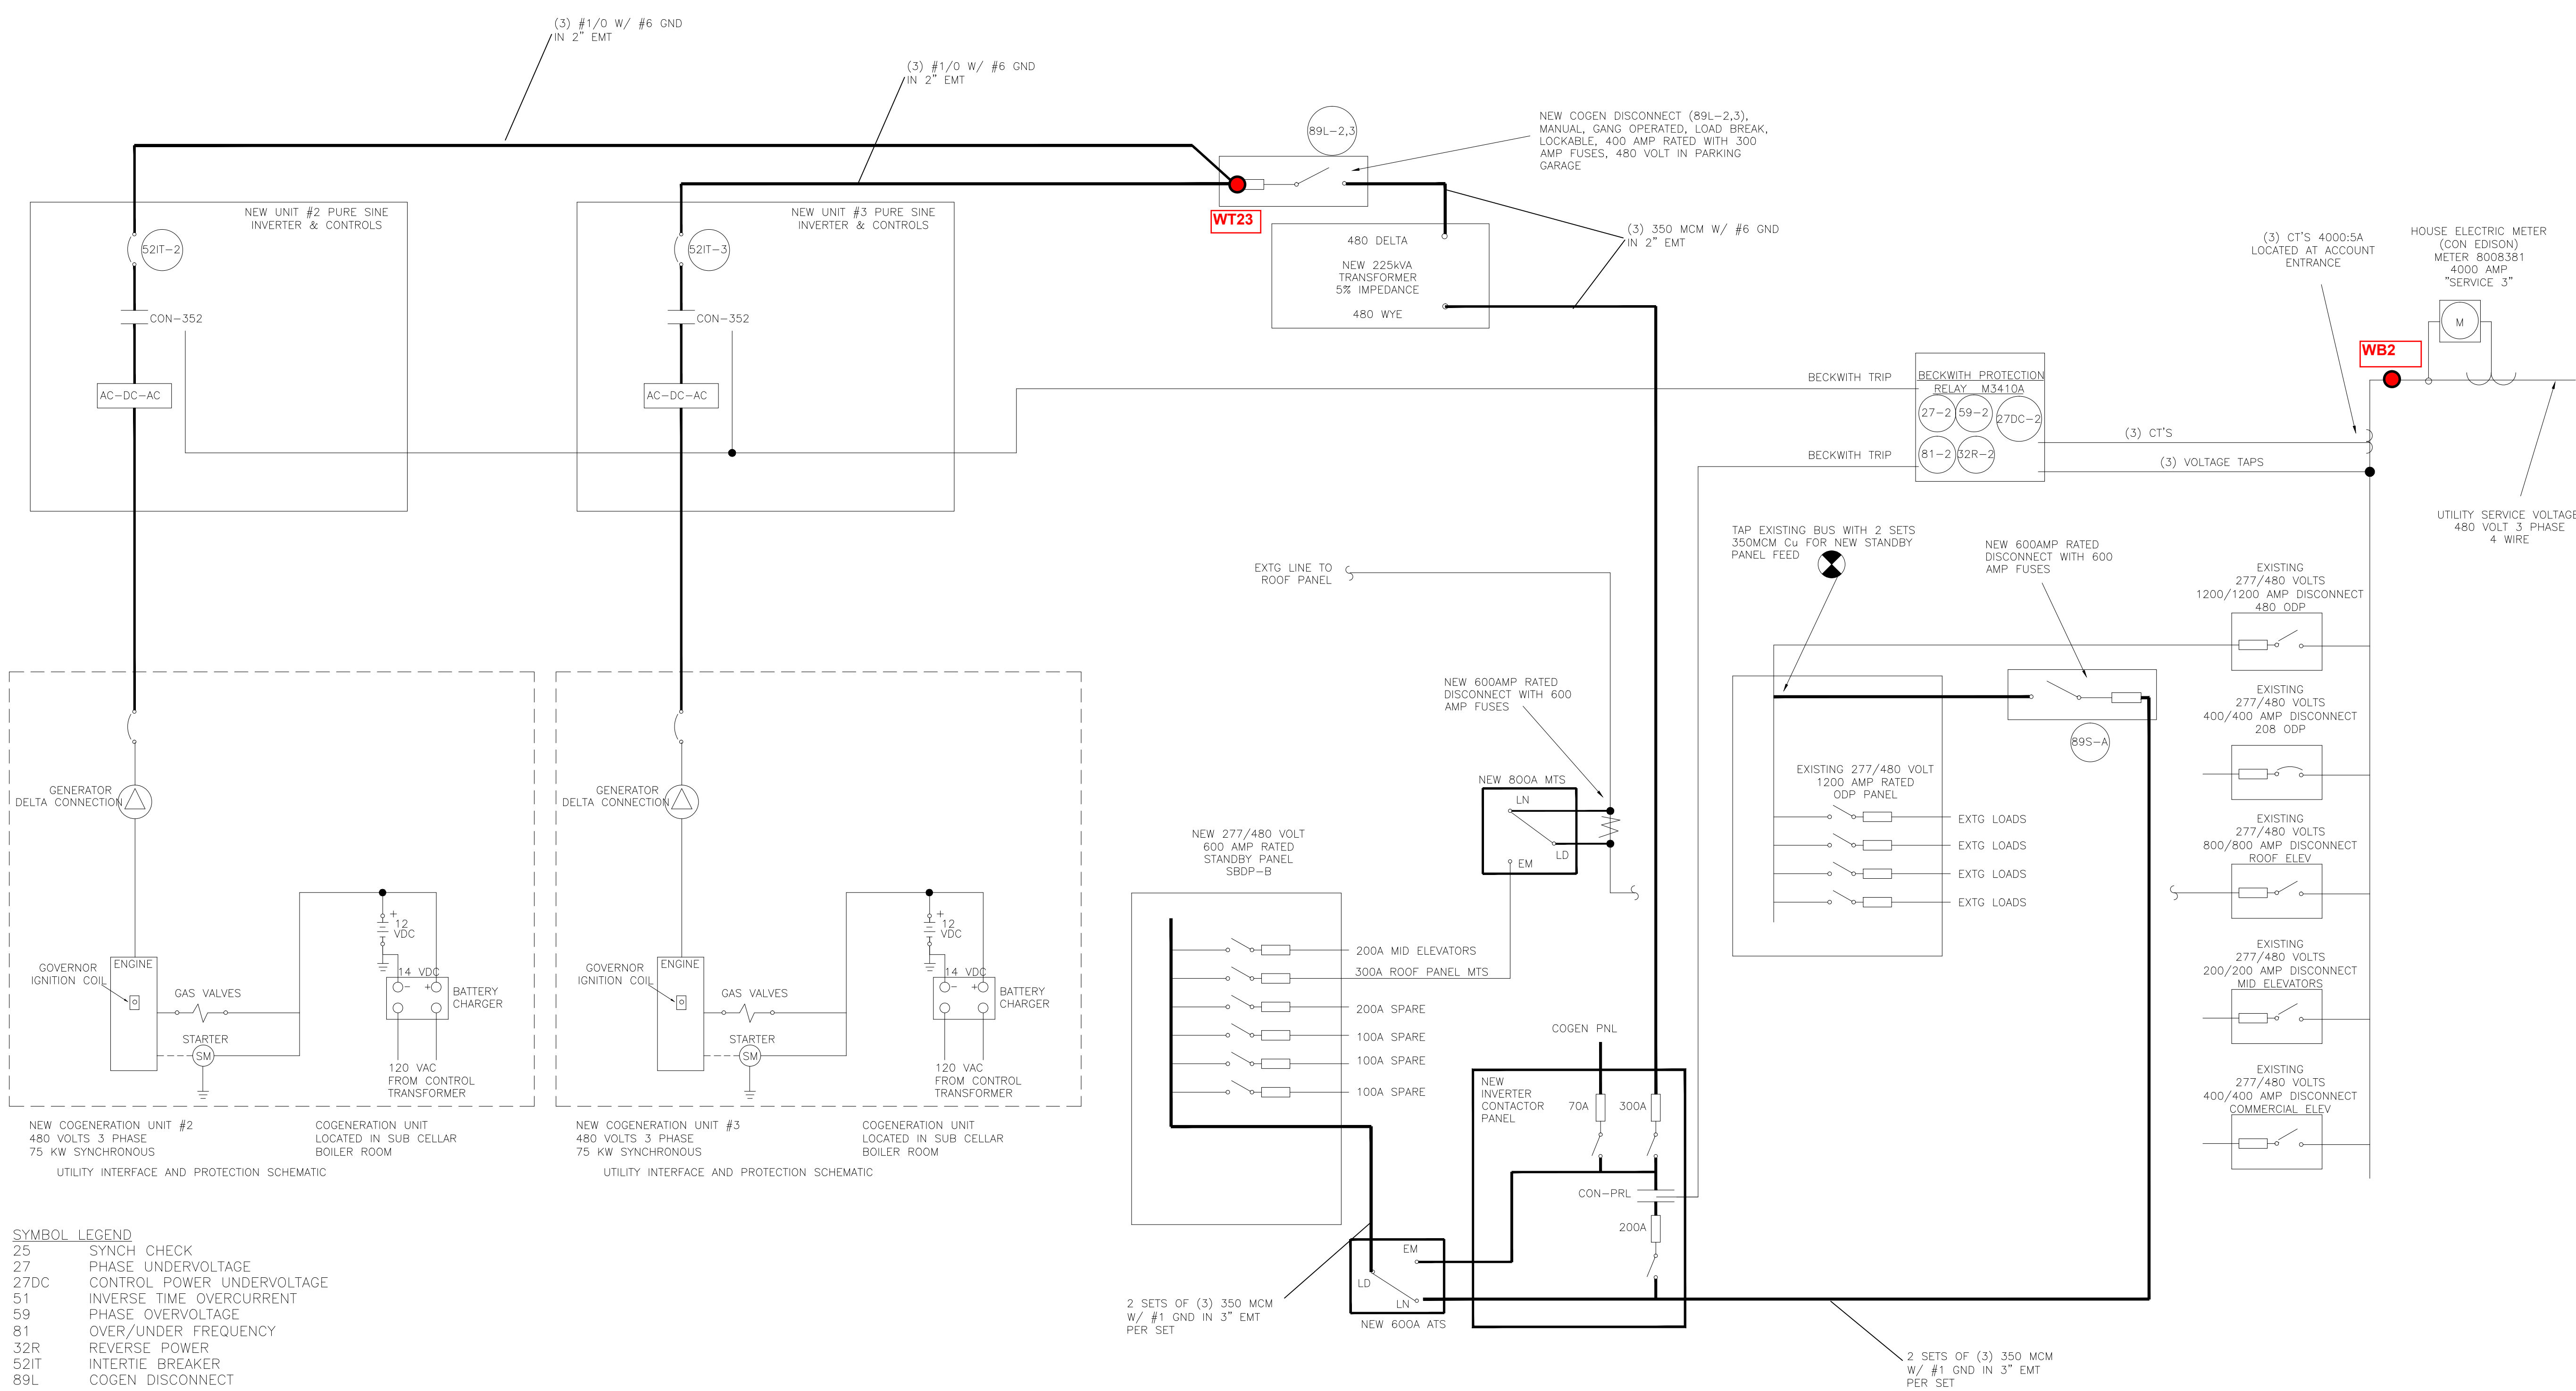 (3) #1/0 W/ #6 GND
IN 2" EMT
(3) #1/0 W/ #6 GND
IN 2" EMT
89L-2,3
NEW COGEN DISCONNECT (89L-2,3),
MANUAL, GANG OPERATED, LOAD BREAK,
LOCKABLE, 400 AMP RATED WITH 300
AMP FUSES, 480 VOLT IN PARKING
GARAGE
WT23
NEW UNIT #2 PURE SINE
INVERTER & CONTROLS
52IT-2
CON-352
AC-DC-AC
NEW UNIT #3 PURE SINE
INVERTER & CONTROLS
52IT-3
CON-352
AC-DC-AC
480 DELTA
NEW 225kVA
TRANSFORMER
5% IMPEDANCE
480 WYE
(3) 350 MCM W/ #6 GND
IN 2" EMT
BECKWITH TRIP
BECKWITH TRIP
BECKWITH PROTECTION
RELAY M3410A
27-2
59-2
27DC-2
81-2
32R-2
(3) CT'S
(3) VOLTAGE TAPS
(3) CT'S 4000:5A
LOCATED AT ACCOUNT
ENTRANCE
HOUSE ELECTRIC METER
(CON EDISON)
METER 8008381
4000 AMP
"SERVICE 3"
M
WB2
UTILITY SERVICE VOLTAGE
480 VOLT 3 PHASE
4 WIRE
TAP EXISTING BUS WITH 2 SETS
350MCM Cu FOR NEW STANDBY
PANEL FEED
NEW 600AMP RATED
DISCONNECT WITH 600
AMP FUSES
89S-A
EXTG LINE TO
ROOF PANEL
NEW 600AMP RATED
DISCONNECT WITH 600
AMP FUSES
NEW 800A MTS
LN
LD
EM
EXISTING 277/480 VOLT
1200 AMP RATED
ODP PANEL
EXTG LOADS
EXTG LOADS
EXTG LOADS
EXTG LOADS
EXISTING
277/480 VOLTS
1200/1200 AMP DISCONNECT
480 ODP
EXISTING
277/480 VOLTS
400/400 AMP DISCONNECT
208 ODP
EXISTING
277/480 VOLTS
800/800 AMP DISCONNECT
ROOF ELEV
EXISTING
277/480 VOLTS
200/200 AMP DISCONNECT
MID ELEVATORS
EXISTING
277/480 VOLTS
400/400 AMP DISCONNECT
COMMERCIAL ELEV
GENERATOR
DELTA CONNECTION
ENGINE
GOVERNOR
IGNITION COIL
GAS VALVES
STARTER
SM
+
12
VDC
14 VDC
-
+
BATTERY
CHARGER
120 VAC
FROM CONTROL
TRANSFORMER
NEW COGENERATION UNIT #2
480 VOLTS 3 PHASE
75 KW SYNCHRONOUS
COGENERATION UNIT
LOCATED IN SUB CELLAR
BOILER ROOM
UTILITY INTERFACE AND PROTECTION SCHEMATIC
GENERATOR
DELTA CONNECTION
ENGINE
GOVERNOR
IGNITION COIL
GAS VALVES
STARTER
SM
+
12
VDC
14 VDC
-
+
BATTERY
CHARGER
120 VAC
FROM CONTROL
TRANSFORMER
NEW COGENERATION UNIT #3
480 VOLTS 3 PHASE
75 KW SYNCHRONOUS
COGENERATION UNIT
LOCATED IN SUB CELLAR
BOILER ROOM
UTILITY INTERFACE AND PROTECTION SCHEMATIC
NEW 277/480 VOLT
600 AMP RATED
STANDBY PANEL
SBDP-B
200A MID ELEVATORS
300A ROOF PANEL MTS
200A SPARE
100A SPARE
100A SPARE
100A SPARE
COGEN PNL
NEW
INVERTER
CONTACTOR
PANEL
70A
300A
CON-PRL
200A
EM
LD
LN
NEW 600A ATS
2 SETS OF (3) 350 MCM
W/ #1 GND IN 3" EMT
PER SET
2 SETS OF (3) 350 MCM
W/ #1 GND IN 3" EMT
PER SET
SYMBOL LEGEND
25 SYNCH CHECK
27 PHASE UNDERVOLTAGE
27DC CONTROL POWER UNDERVOLTAGE
51 INVERSE TIME OVERCURRENT
59 PHASE OVERVOLTAGE
81 OVER/UNDER FREQUENCY
32R REVERSE POWER
52IT INTERTIE BREAKER
89L COGEN DISCONNECT